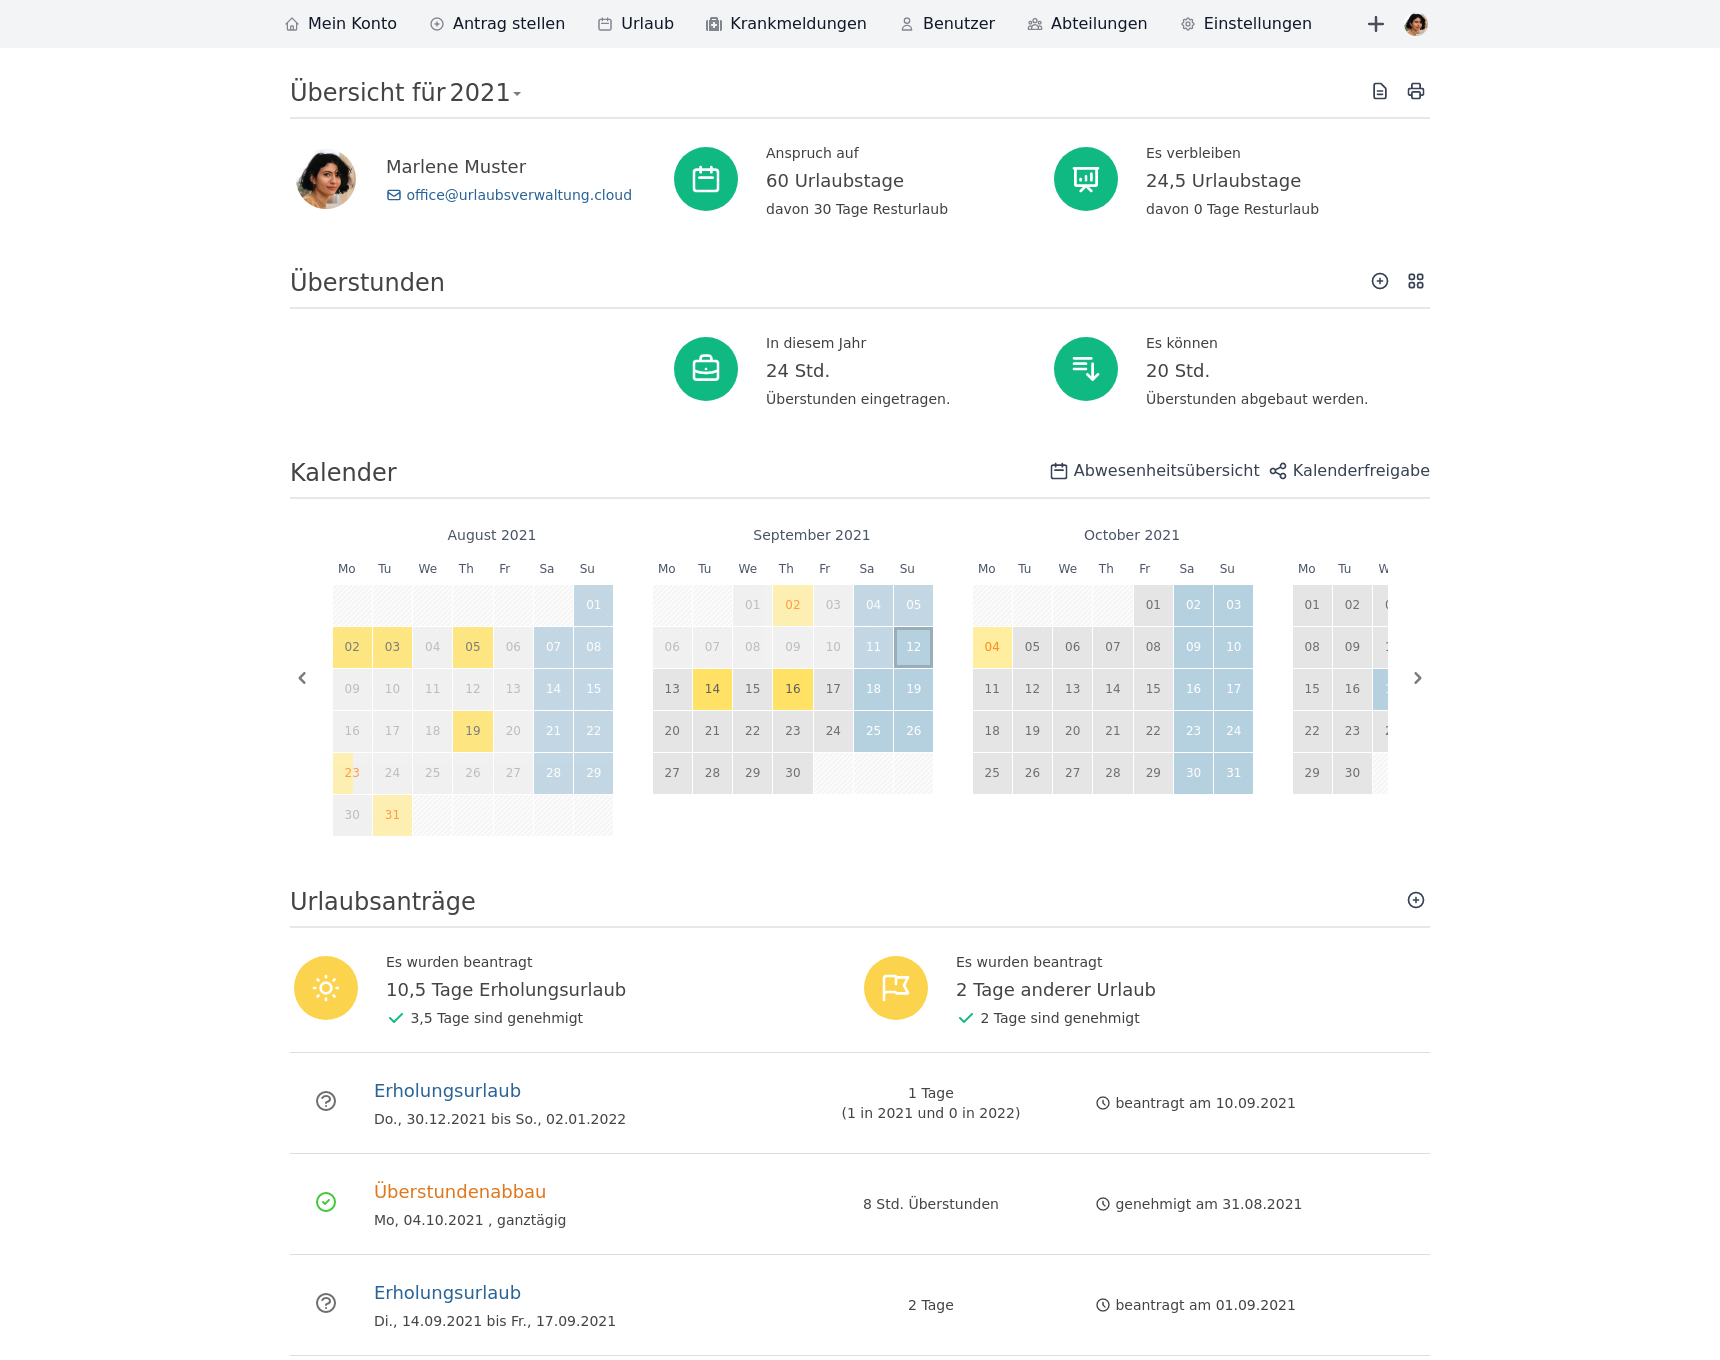 Mein Konto Antrag stellen Urlaub Krankmeldungen Benutzer Abteilungen Einstellungen
Übersicht für 2021
Marlene Muster
office@urlaubsverwaltung.cloud
Anspruch auf
60 Urlaubstage
davon 30 Tage Resturlaub
Es verbleiben
24,5 Urlaubstage
davon 0 Tage Resturlaub
Überstunden
In diesem Jahr
24 Std.
Überstunden eingetragen.
Es können
20 Std.
Überstunden abgebaut werden.
Kalender
Abwesenheitsübersicht Kalenderfreigabe
August 2021
Mo Tu We Th Fr Sa Su
01
02 03 04 05 06 07 08
09 10 11 12 13 14 15
16 17 18 19 20 21 22
23 24 25 26 27 28 29
30 31
September 2021
Mo Tu We Th Fr Sa Su
01 02 03 04 05
06 07 08 09 10 11 12
13 14 15 16 17 18 19
20 21 22 23 24 25 26
27 28 29 30
October 2021
Mo Tu We Th Fr Sa Su
01 02 03
04 05 06 07 08 09 10
11 12 13 14 15 16 17
18 19 20 21 22 23 24
25 26 27 28 29 30 31
Mo Tu
01 02
08 09
15 16
22 23
29 30
Urlaubsanträge
Es wurden beantragt
10,5 Tage Erholungsurlaub
3,5 Tage sind genehmigt
Es wurden beantragt
2 Tage anderer Urlaub
2 Tage sind genehmigt
Erholungsurlaub
Do., 30.12.2021 bis So., 02.01.2022
1 Tage
(1 in 2021 und 0 in 2022)
beantragt am 10.09.2021
Überstundenabbau
Mo, 04.10.2021 , ganztägig
8 Std. Überstunden
genehmigt am 31.08.2021
Erholungsurlaub
Di., 14.09.2021 bis Fr., 17.09.2021
2 Tage
beantragt am 01.09.2021